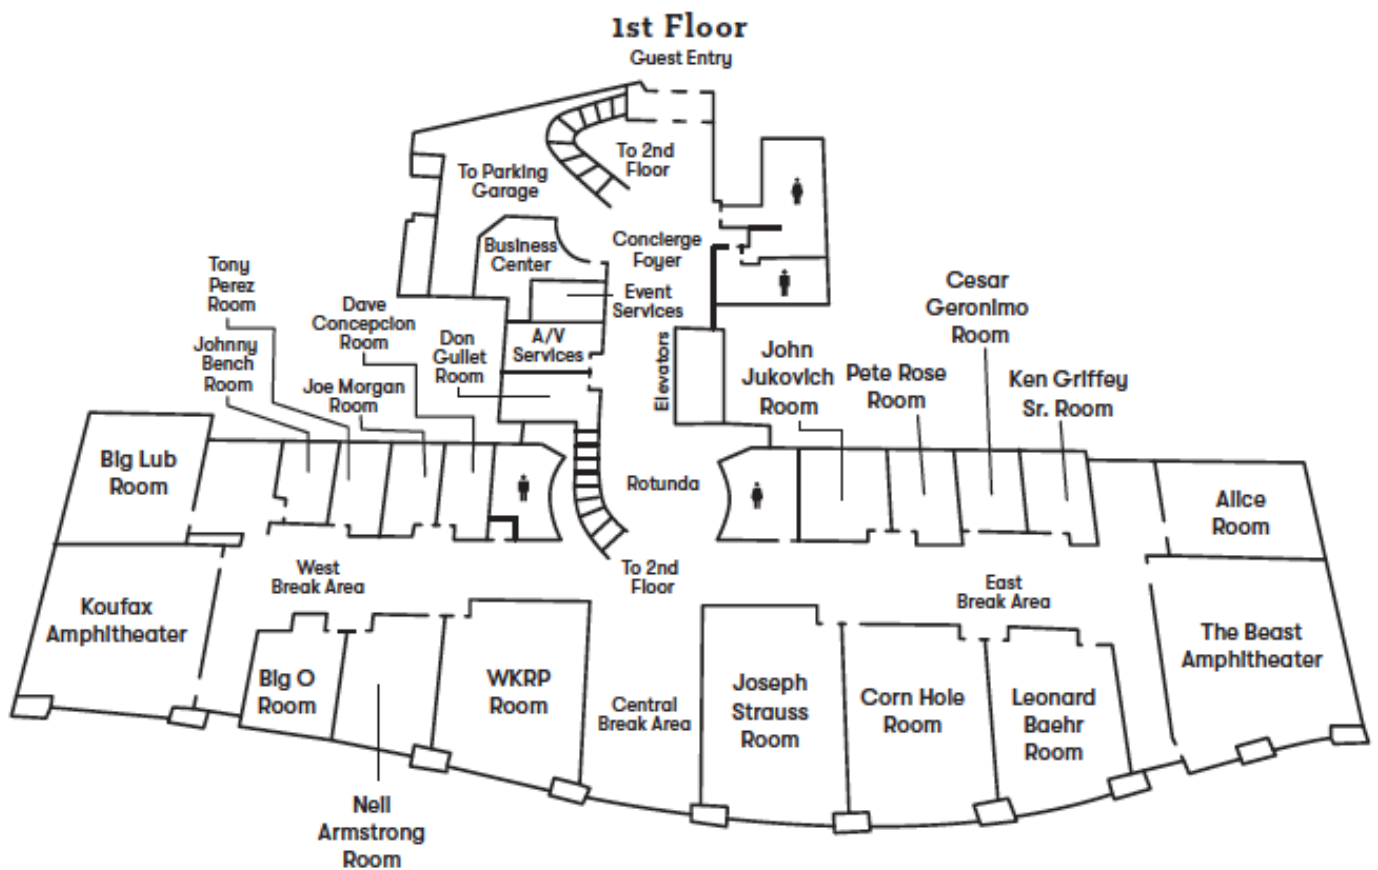 1st Floor
Guest Entry
To 2nd
Floor
To Parking
Garage
Business
Center
Concierge
Foyer
Event
Services
A/V
Services
Elevators
Tony
Perez
Room
Johnny
Bench
Room
Dave
Concepcion
Room
Joe Morgan
Room
Don
Gullet
Room
Cesar
Geronimo
Room
John
Jukovich
Room
Pete Rose
Room
Ken Griffey
Sr. Room
Big Lub
Room
Rotunda
Alice
Room
West
Break Area
To 2nd
Floor
East
Break Area
Koufax
Amphitheater
The Beast
Amphitheater
Big O
Room
WKRP
Room
Central
Break Area
Joseph
Strauss
Room
Corn Hole
Room
Leonard
Baehr
Room
Neil
Armstrong
Room